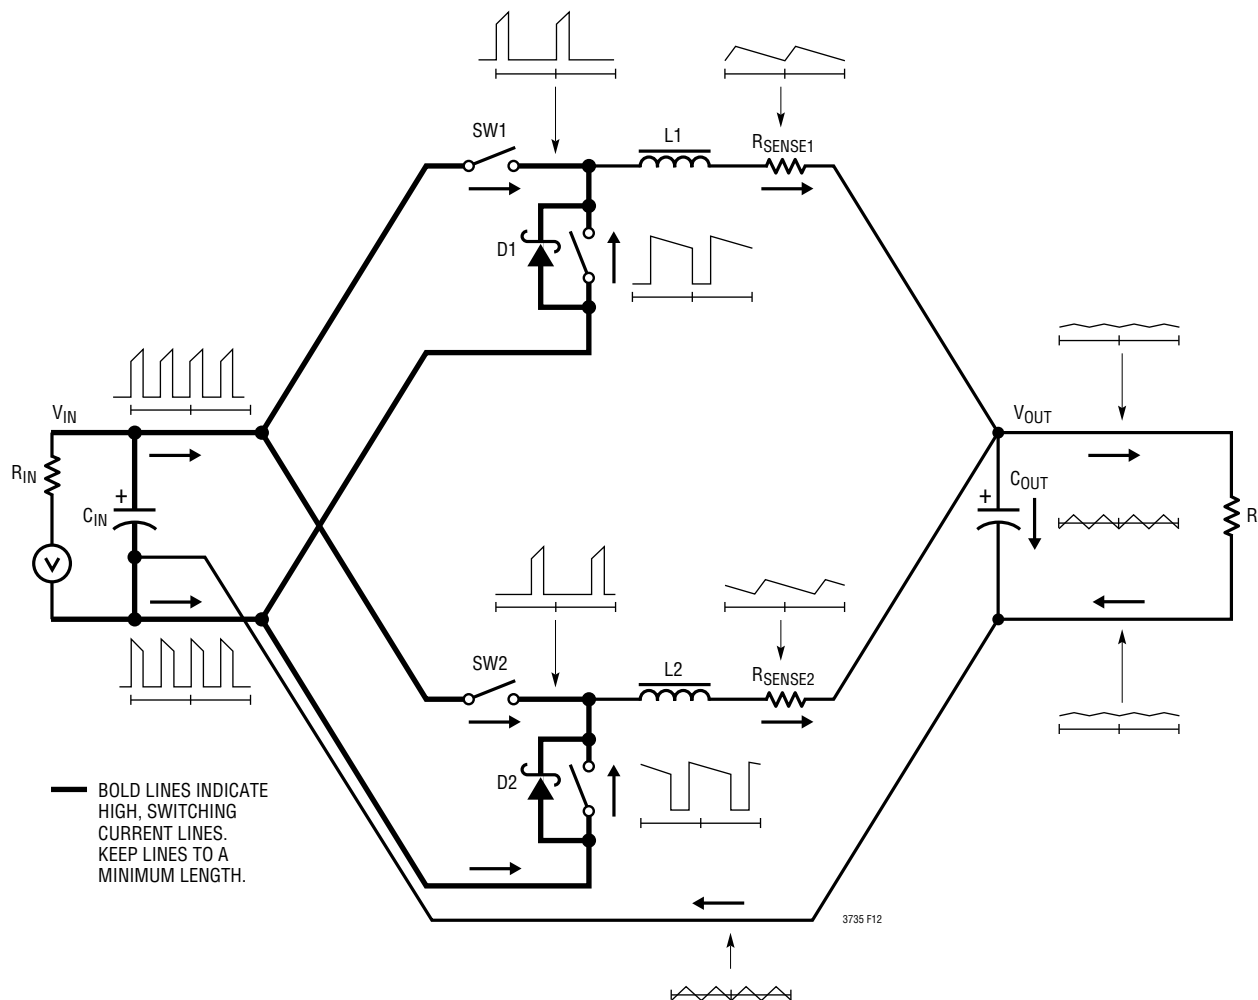 SW1
L1
RSENSE1
D1
VIN
VOUT
RIN
+
CIN
+
COUT
R
V
SW2
L2
RSENSE2
D2
BOLD LINES INDICATE
HIGH, SWITCHING
CURRENT LINES.
KEEP LINES TO A
MINIMUM LENGTH.
3735 F12